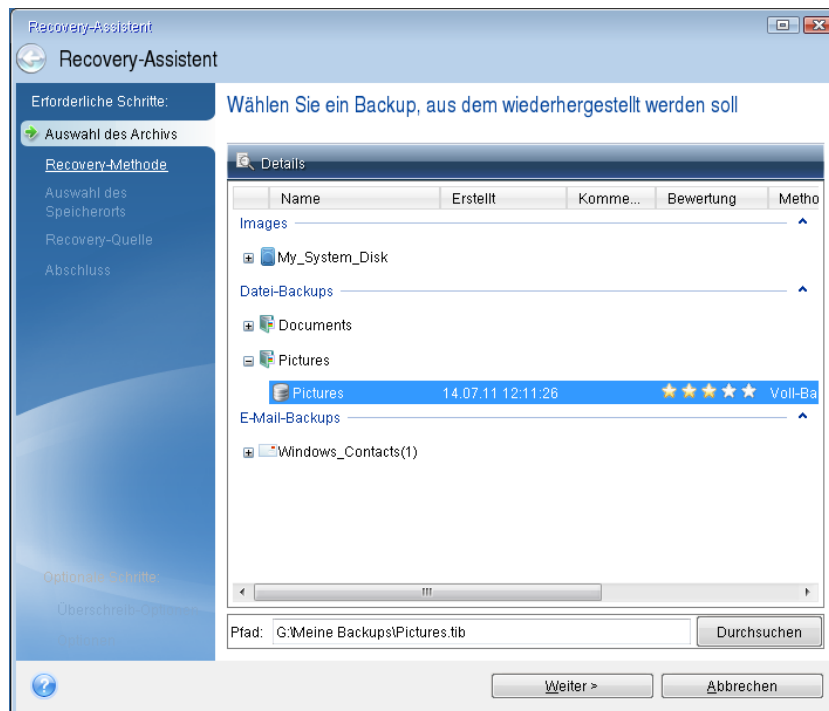 Recovery-Assistent
Recovery-Assistent
Erforderliche Schritte:
Auswahl des Archivs
Recovery-Methode
Auswahl des
Speicherorts
Recovery-Quelle
Abschluss
Optionale Schritte:
Wählen Sie ein Backup, aus dem wiederhergestellt werden soll
Details
Name Erstellt Komme... Bewertung Metho
Images
My_System_Disk
Datei-Backups
Documents
Pictures
Pictures 14.07.11 12:11:26 Voll-Ba
E-Mail-Backups
Windows_Contacts(1)
Pfad: G:\Meine Backups\Pictures.tib Durchsuchen
Weiter > Abbrechen